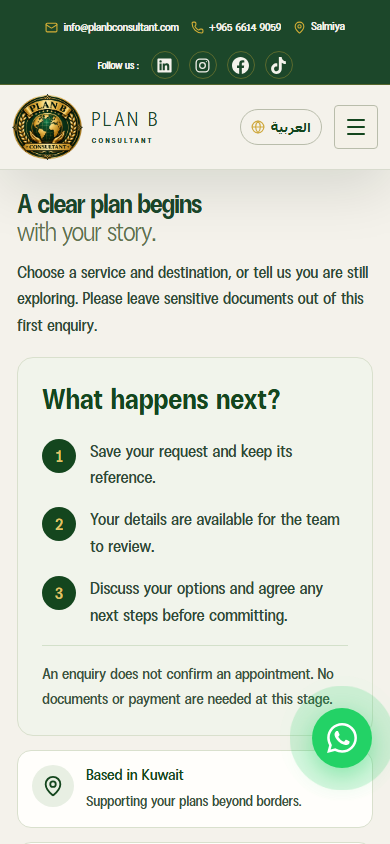 info@planbconsultant.com +965 6614 9059 Salmiya
Follow us :
PLAN B
CONSULTANT
PLAN B
CONSULTANT
العربية
A clear plan begins
with your story.
Choose a service and destination, or tell us you are still
exploring. Please leave sensitive documents out of this
first enquiry.
What happens next?
1 Save your request and keep its
reference.
2 Your details are available for the team
to review.
3 Discuss your options and agree any
next steps before committing.
An enquiry does not confirm an appointment. No
documents or payment are needed at this stage.
Based in Kuwait
Supporting your plans beyond borders.